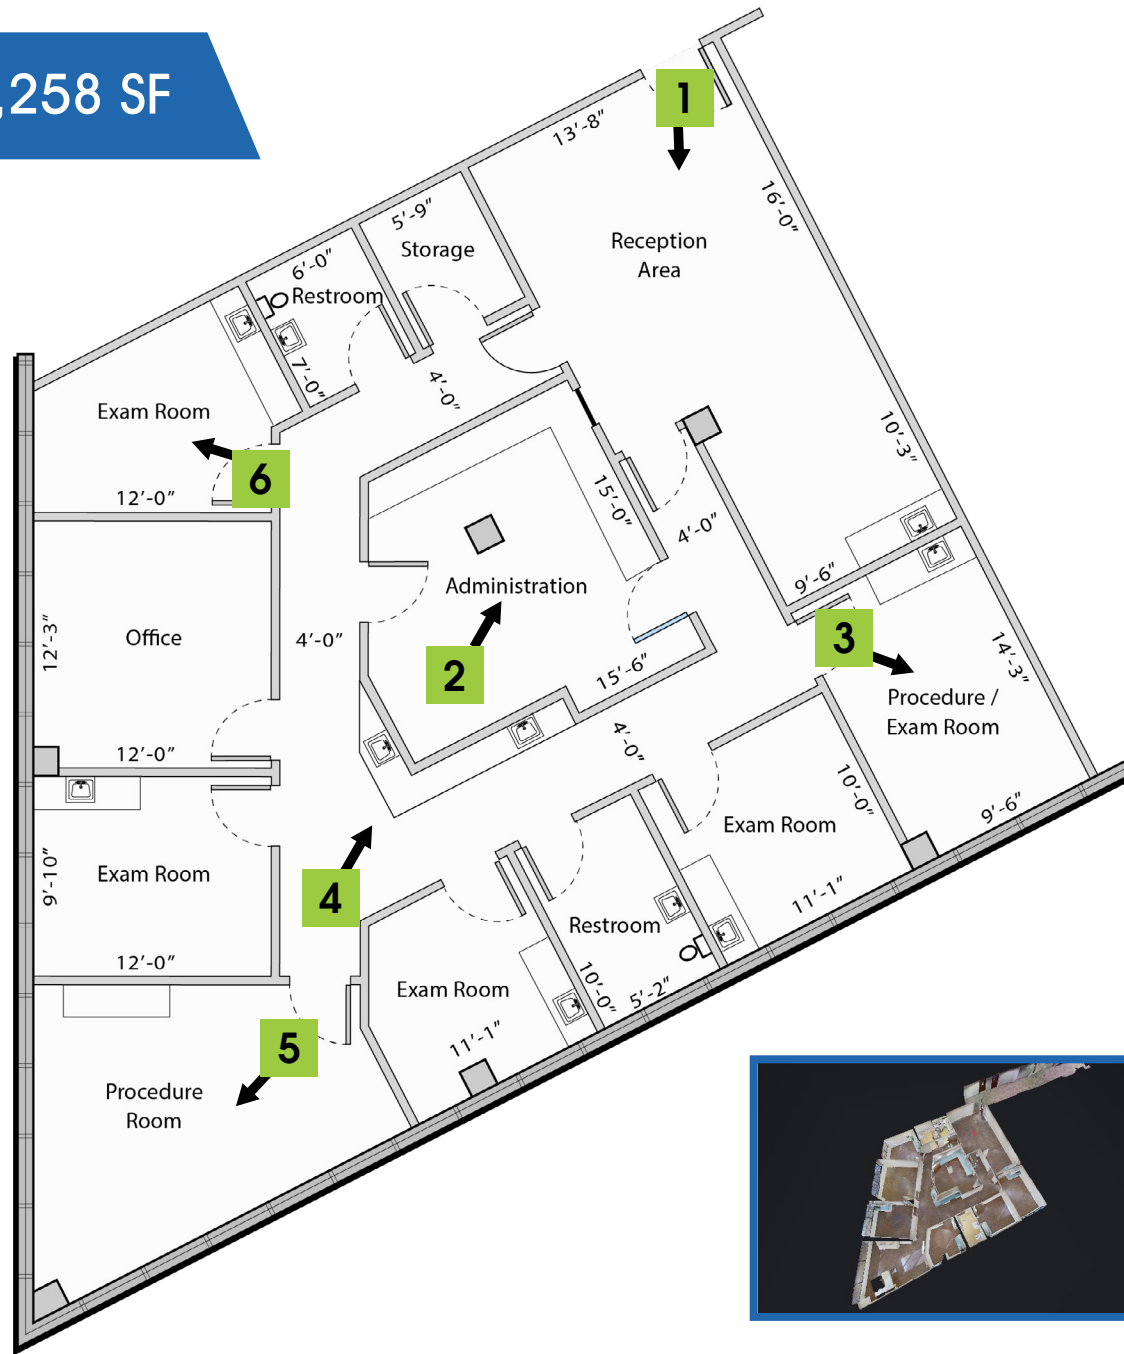 ,258 SF
1
13'-8"
16'-0"
5'-9"
Storage
Reception
Area
6'-0"
Restroom
7'-0"
4'-0"
Exam Room
6
12'-0"
10'-3"
15'-0"
4'-0"
9'-6"
Administration
2
15'-6"
3
14'-3"
Procedure /
Exam Room
12'-3"
Office
4'-0"
12'-0"
4'-0"
10'-0"
9'-6"
Exam Room
11'-1"
9'-10"
Exam Room
4
12'-0"
Restroom
10'-0"
5'-2"
Exam Room
11'-1"
5
Procedure
Room